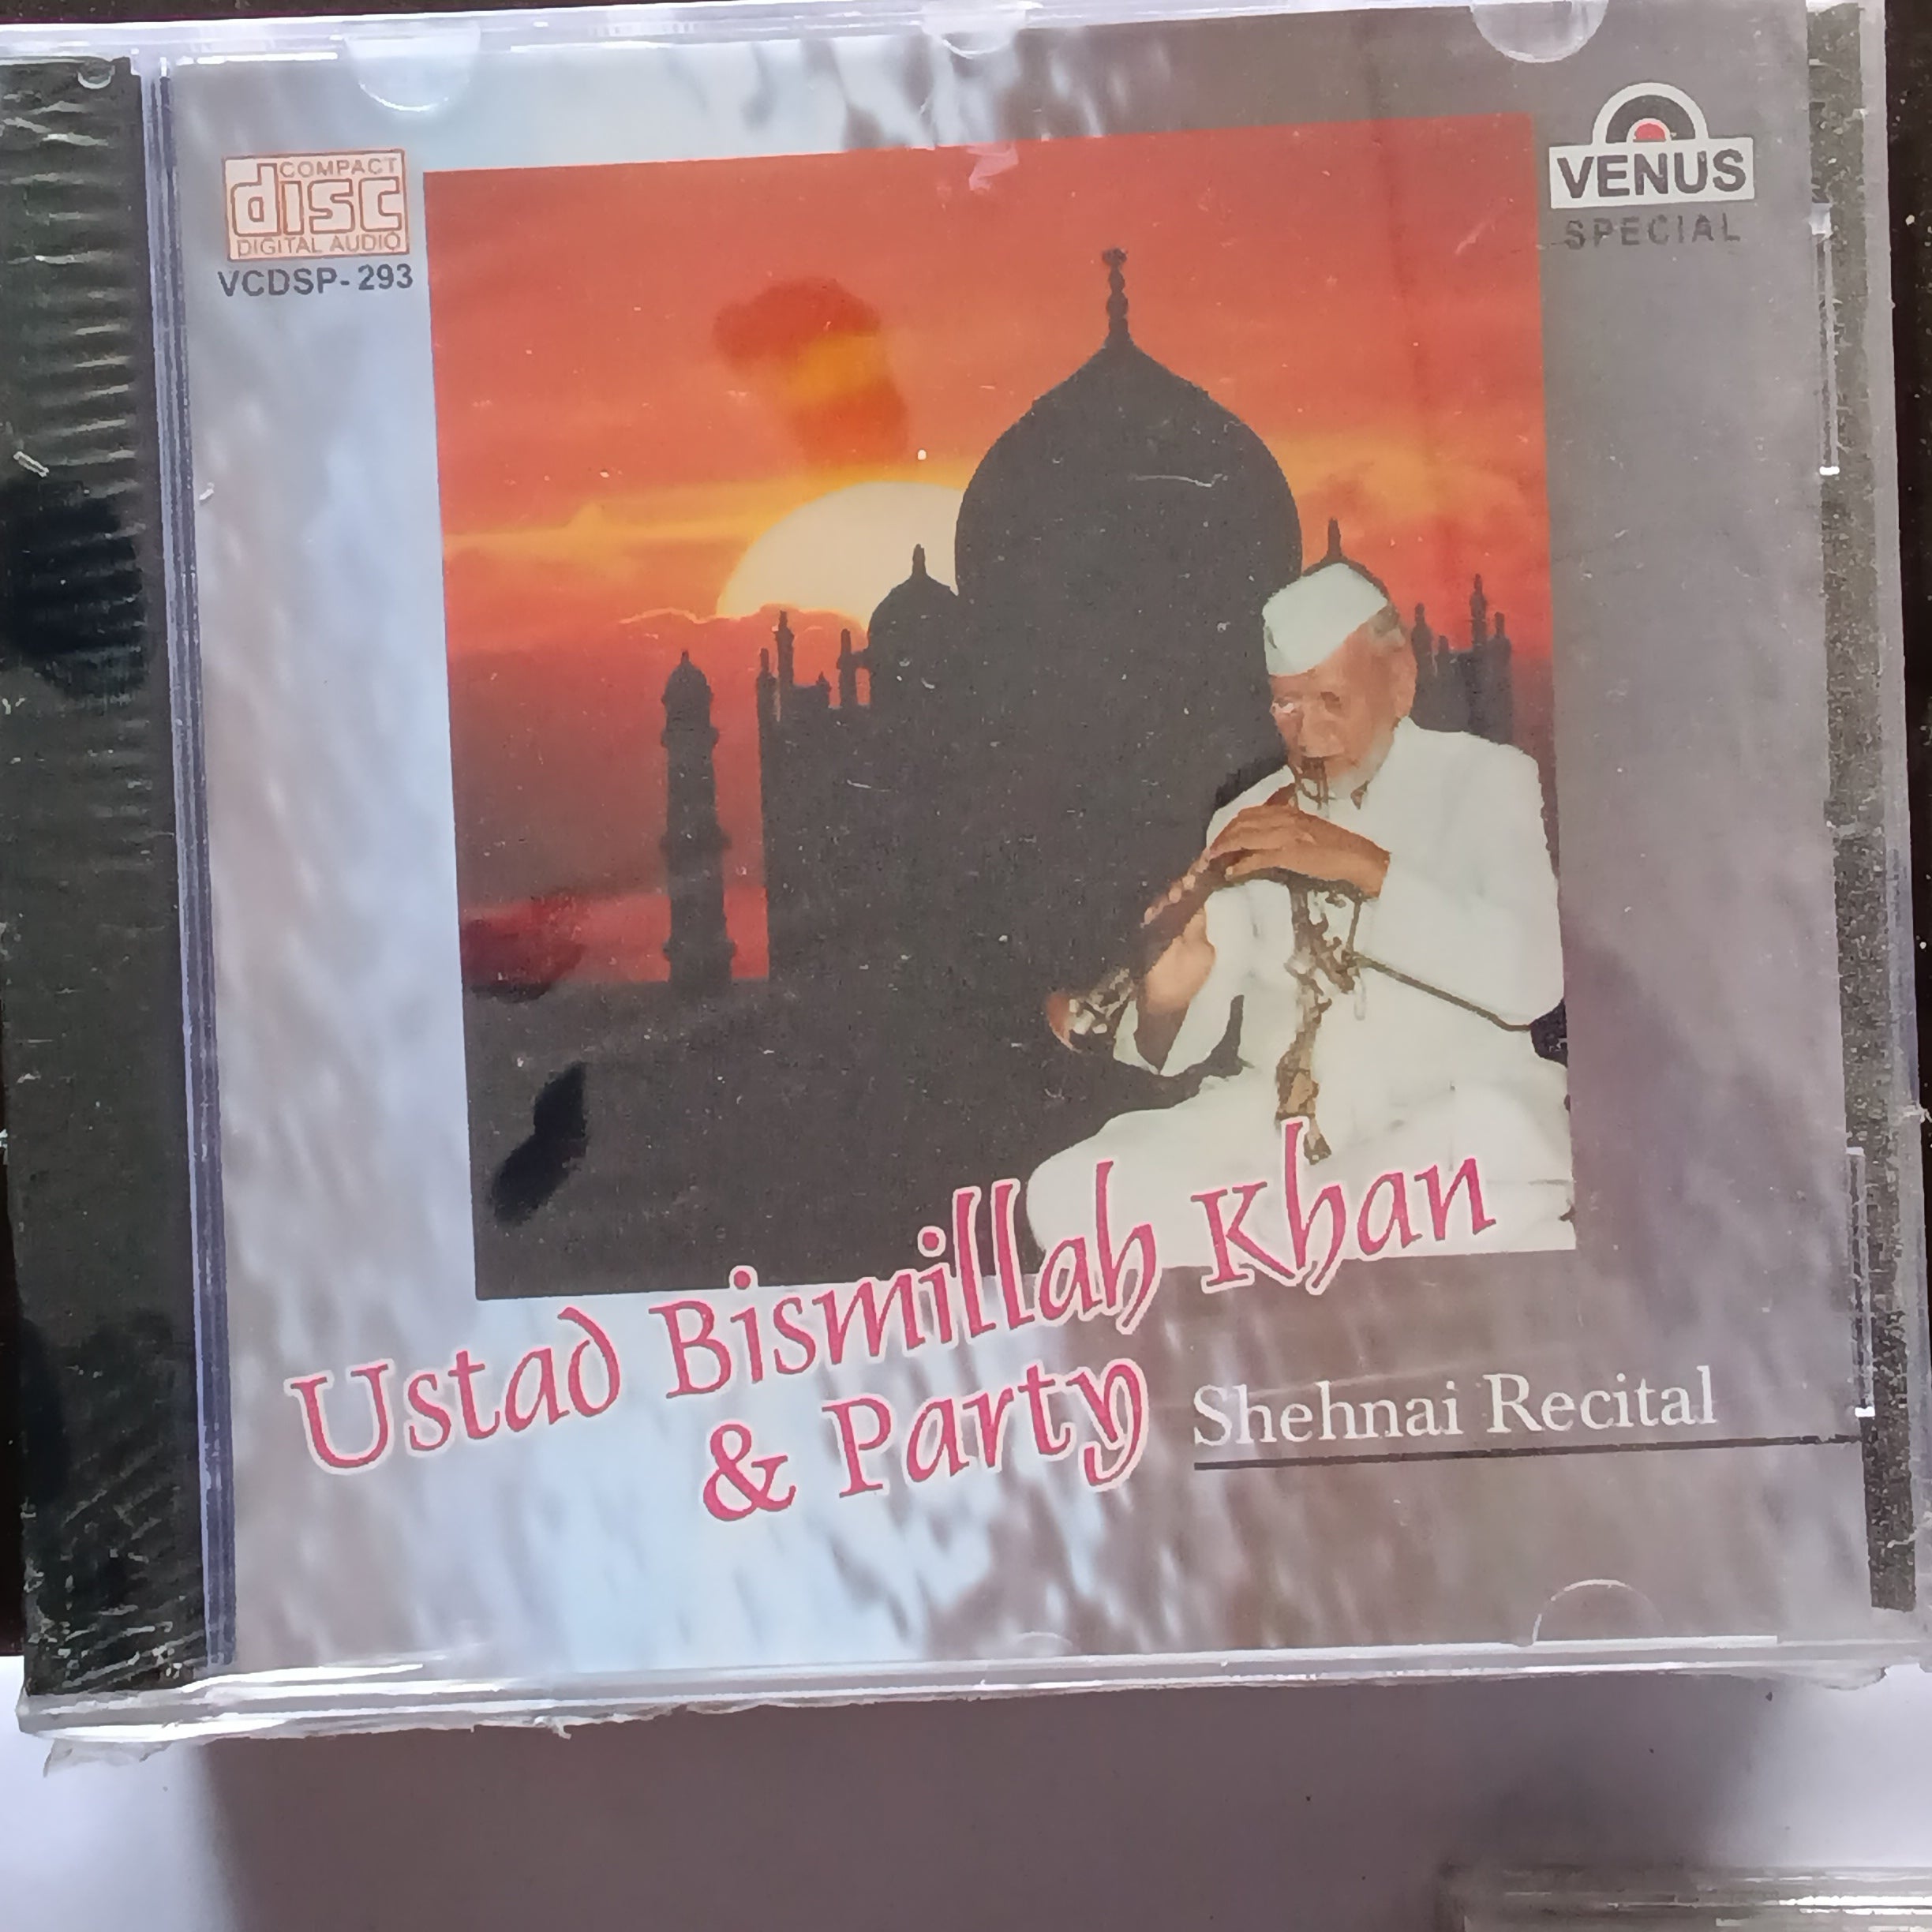 COMPACT
disc
DIGITAL AUDIO
VCDSP-293
VENUS
SPECIAL
Ustad Bismillah Khan
& Party
Shehnai Recital